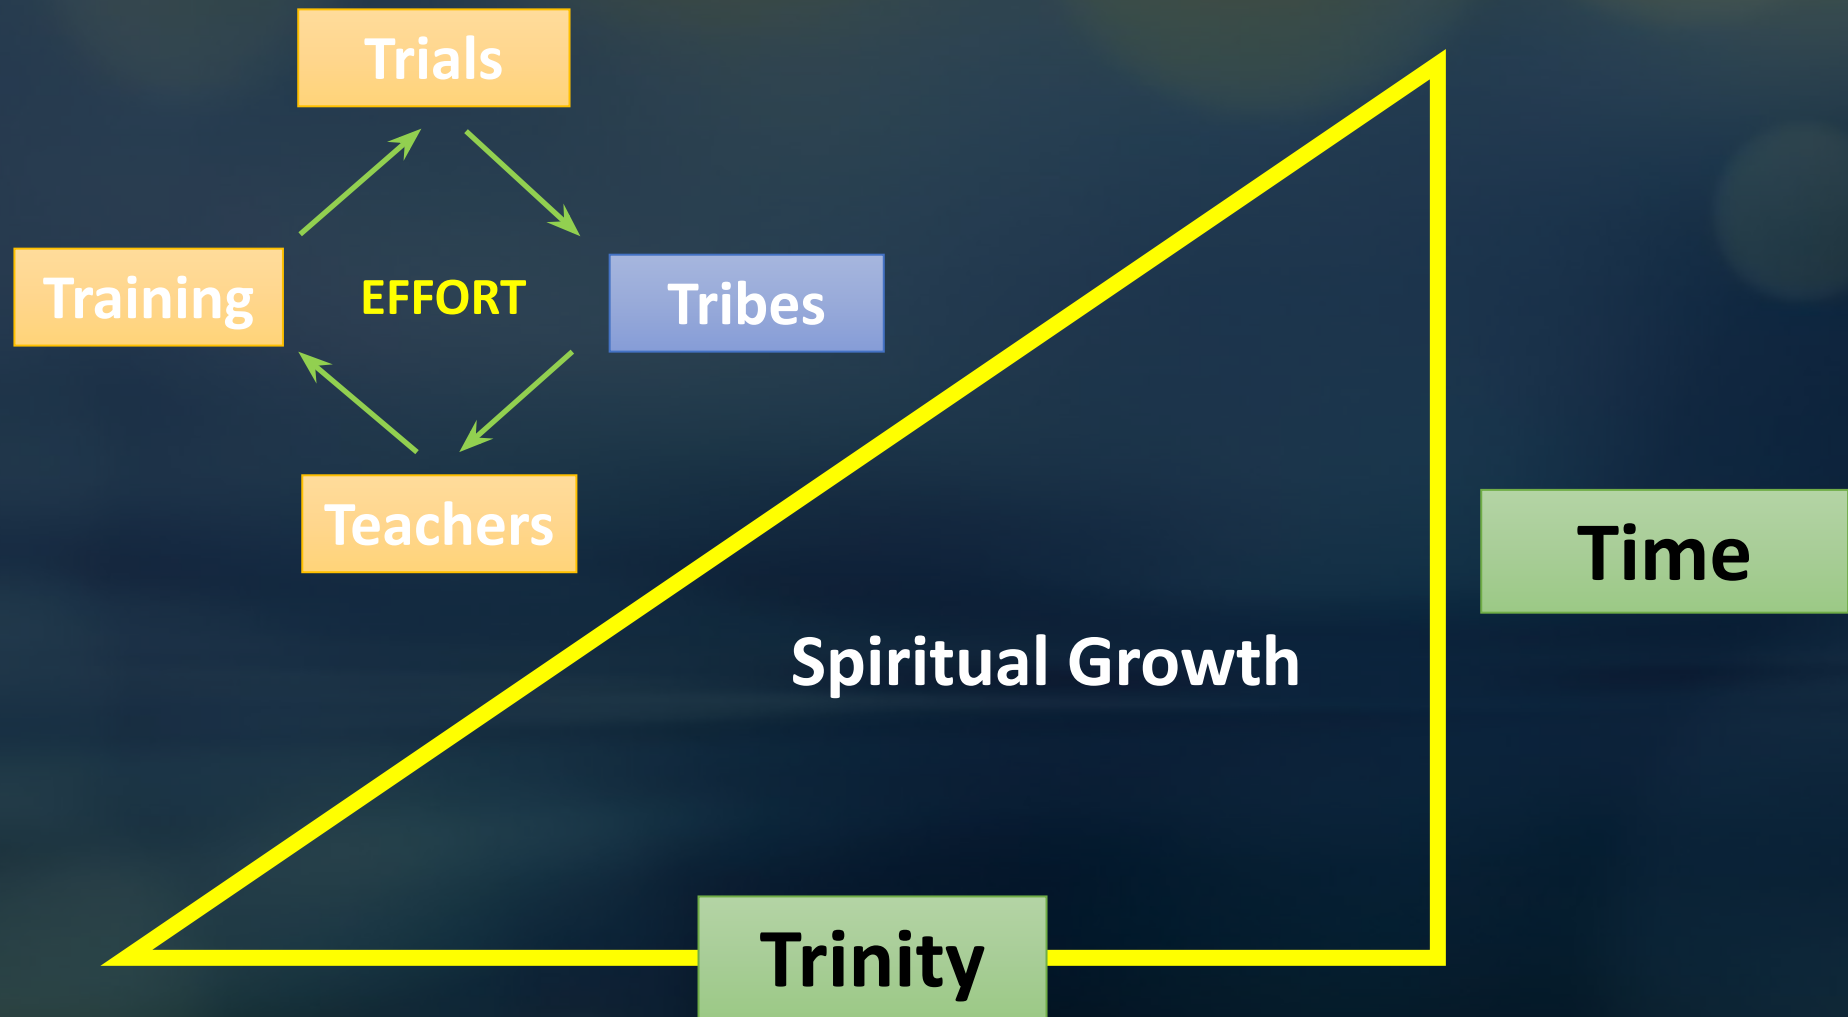 Trials
Training
EFFORT
Tribes
Teachers
Time
Spiritual Growth
Trinity